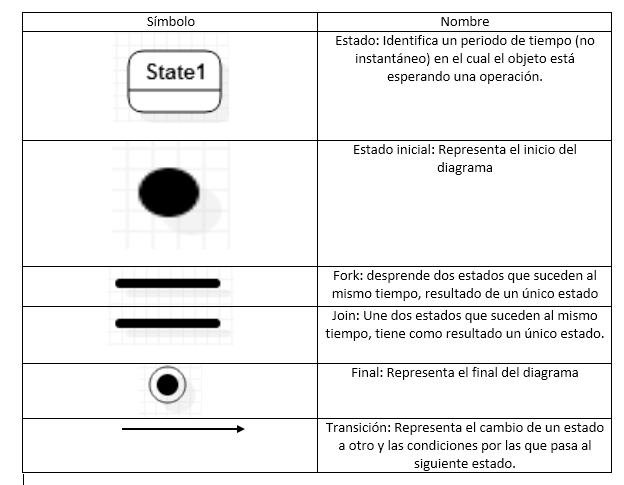 Símbolo
Nombre
State1
Estado: Identifica un periodo de tiempo (no
instantáneo) en el cual el objeto está
esperando una operación.
Estado inicial: Representa el inicio del
diagrama
Fork: desprende dos estados que suceden al
mismo tiempo, resultado de un único estado
Join: Une dos estados que suceden al mismo
tiempo, tiene como resultado un único estado.
Final: Representa el final del diagrama
Transición: Representa el cambio de un estado
a otro y las condiciones por las que pasa al
siguiente estado.